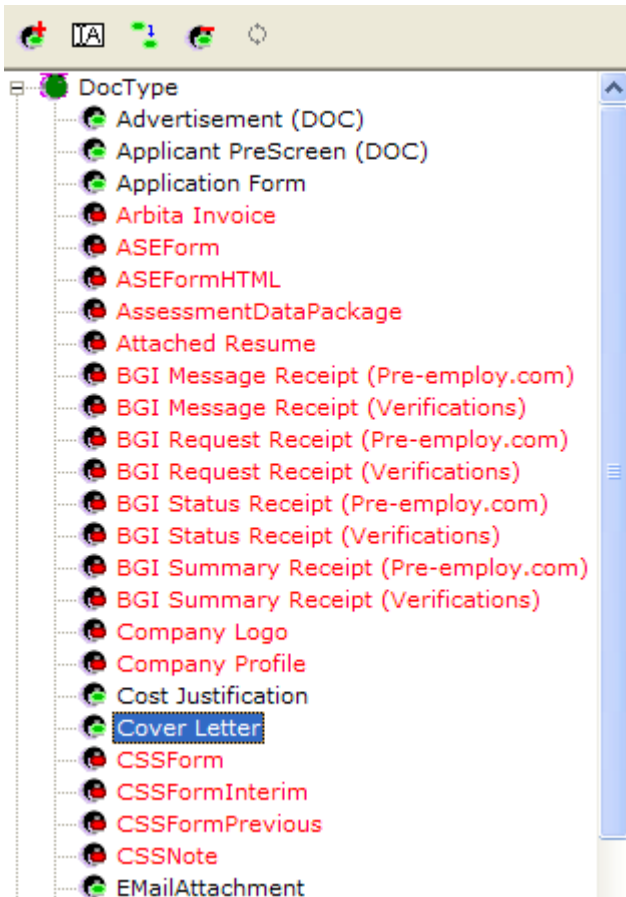 IA
DocType
Advertisement (DOC)
Applicant PreScreen (DOC)
Application Form
Arbita Invoice
ASEForm
ASEFormHTML
AssessmentDataPackage
Attached Resume
BGI Message Receipt (Pre-employ.com)
BGI Message Receipt (Verifications)
BGI Request Receipt (Pre-employ.com)
BGI Request Receipt (Verifications)
BGI Status Receipt (Pre-employ.com)
BGI Status Receipt (Verifications)
BGI Summary Receipt (Pre-employ.com)
BGI Summary Receipt (Verifications)
Company Logo
Company Profile
Cost Justification
Cover Letter
CSSForm
CSSFormInterim
CSSFormPrevious
CSSNote
EMailAttachment